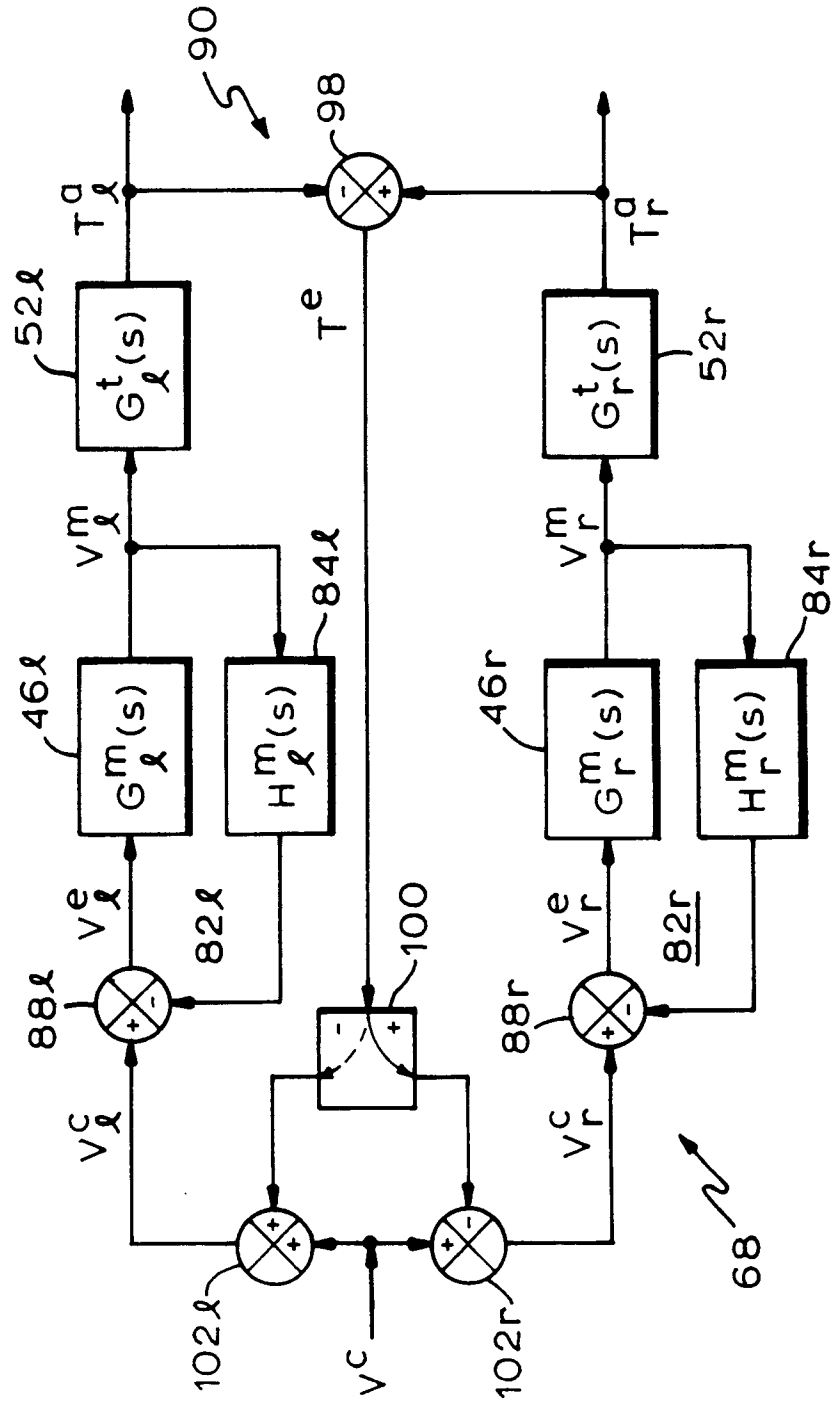 90
T^a_ℓ
52ℓ
98
G^t_ℓ(s)
-
+
V^m_ℓ
T^e
T^a_r
46ℓ
84ℓ
G^t_r(s)
52r
G^m_ℓ(s)
H^m_ℓ(s)
V^m_r
V^e_ℓ
82ℓ
46r
84r
88ℓ
+
-
G^m_r(s)
H^m_r(s)
100
-
+
V^e_r
82r
V^c_ℓ
88r
+
-
102ℓ
+
+
V^c_r
V^c
+
-
102r
68